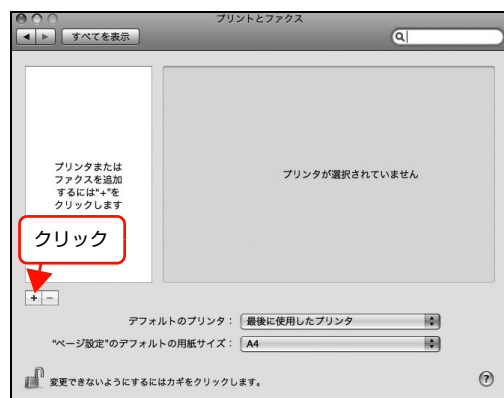 プリントとファクス
すべてを表示
プリンタまたは
ファクスを追加
するには"+"を
クリックします
プリンタが選択されていません
クリック
+ −
デフォルトのプリンタ： 最後に使用したプリンタ
"ページ設定"のデフォルトの用紙サイズ： A4
変更できないようにするにはカギをクリックします。
?